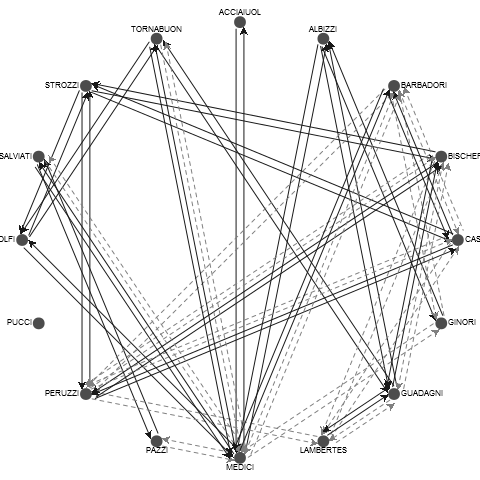 ACCIAIUOL
TORNABUON
ALBIZZI
STROZZI
BARBADORI
SALVIATI
BISCHER
OLFI
CAS
PUCCI
GINORI
PERUZZI
GUADAGNI
PAZZI
LAMBERTES
MEDICI